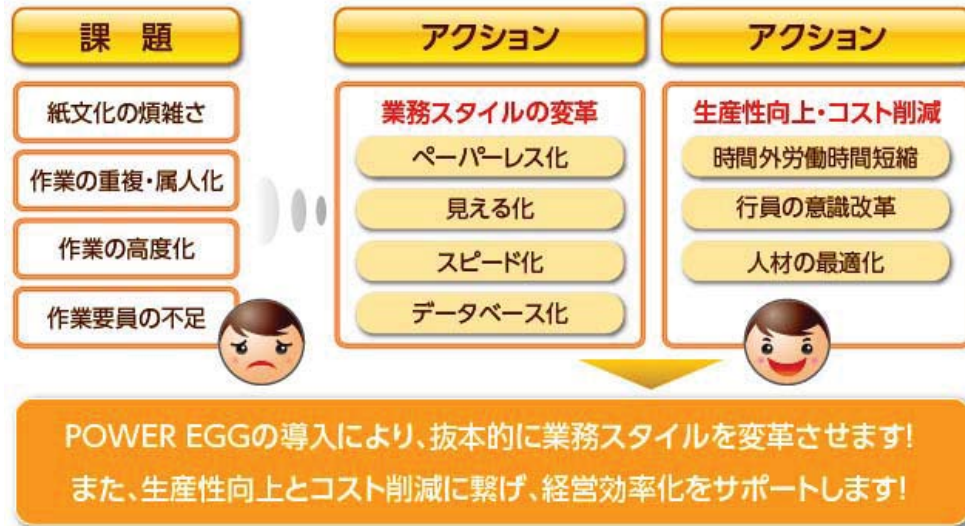 課 題
紙文化の煩雑さ
作業の重複・属人化
作業の高度化
作業要員の不足
アクション
業務スタイルの変革
ペーパーレス化
見える化
スピード化
データベース化
アクション
生産性向上・コスト削減
時間外労働時間短縮
行員の意識改革
人材の最適化
POWER EGGの導入により、抜本的に業務スタイルを変革させます!
また、生産性向上とコスト削減に繋げ、経営効率化をサポートします!